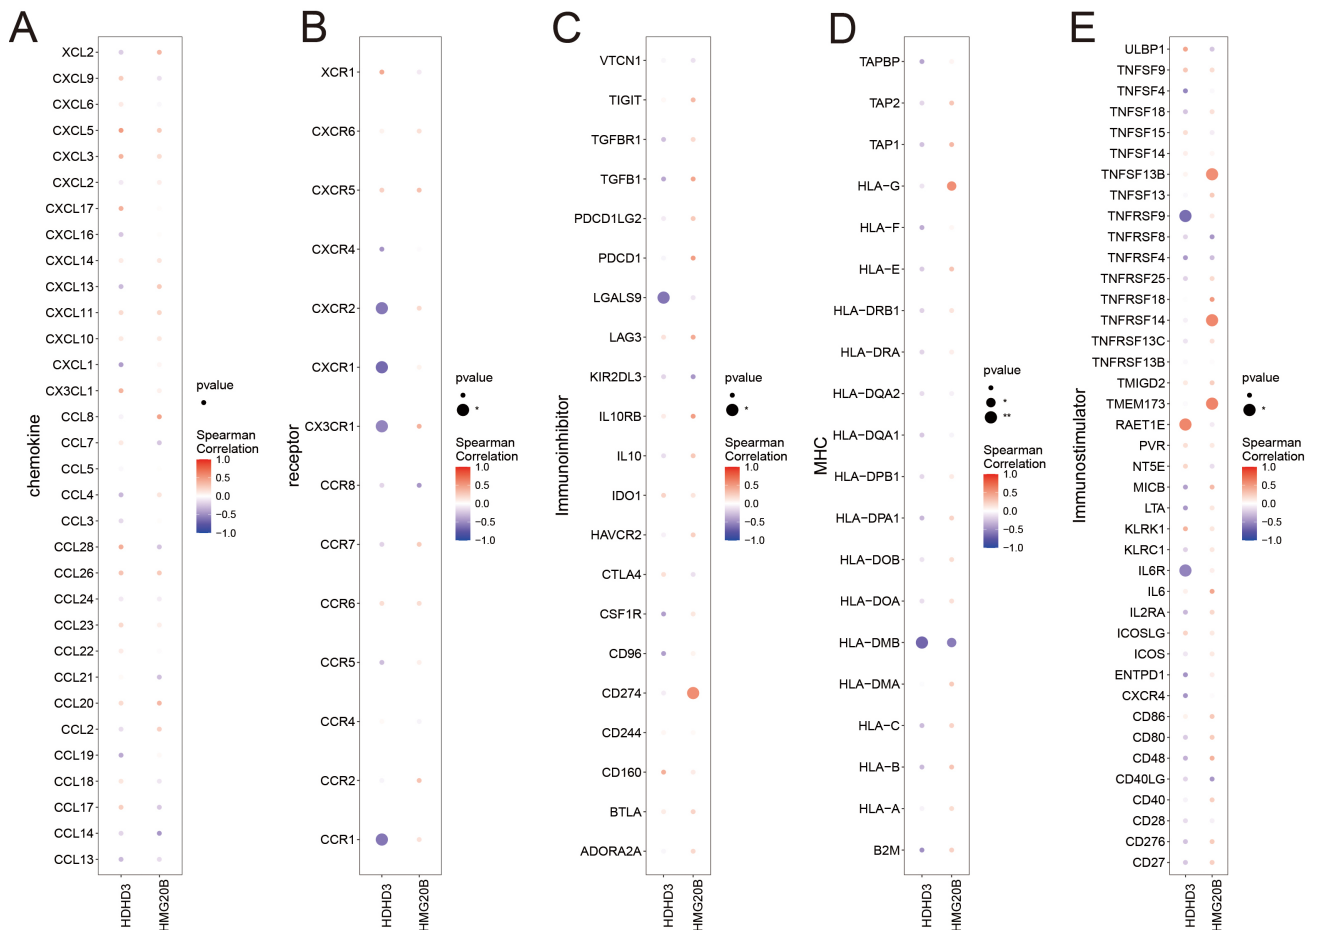 A
chemokine
XCL2
CXCL9
CXCL6
CXCL5
CXCL3
CXCL2
CXCL17
CXCL16
CXCL14
CXCL13
CXCL11
CXCL10
CXCL1
CX3CL1
CCL8
CCL7
CCL5
CCL4
CCL3
CCL28
CCL26
CCL24
CCL23
CCL22
CCL21
CCL20
CCL2
CCL19
CCL18
CCL17
CCL14
CCL13
HDHD3
HMG20B
pvalue
Spearman
Correlation
1.0
0.5
0.0
−0.5
−1.0
B
receptor
XCR1
CXCR6
CXCR5
CXCR4
CXCR2
CXCR1
CX3CR1
CCR8
CCR7
CCR6
CCR5
CCR4
CCR2
CCR1
HDHD3
HMG20B
pvalue
*
Spearman
Correlation
1.0
0.5
0.0
−0.5
−1.0
C
Immunoinhibitor
VTCN1
TIGIT
TGFBR1
TGFB1
PDCD1LG2
PDCD1
LGALS9
LAG3
KIR2DL3
IL10RB
IL10
IDO1
HAVCR2
CTLA4
CSF1R
CD96
CD274
CD244
CD160
BTLA
ADORA2A
HDHD3
HMG20B
pvalue
*
Spearman
Correlation
1.0
0.5
0.0
−0.5
−1.0
D
MHC
TAPBP
TAP2
TAP1
HLA−G
HLA−F
HLA−E
HLA−DRB1
HLA−DRA
HLA−DQA2
HLA−DQA1
HLA−DPB1
HLA−DPA1
HLA−DOB
HLA−DOA
HLA−DMB
HLA−DMA
HLA−C
HLA−B
HLA−A
B2M
HDHD3
HMG20B
pvalue
*
**
Spearman
Correlation
1.0
0.5
0.0
−0.5
−1.0
E
Immunostimulator
ULBP1
TNFSF9
TNFSF4
TNFSF18
TNFSF15
TNFSF14
TNFSF13B
TNFSF13
TNFRSF9
TNFRSF8
TNFRSF4
TNFRSF25
TNFRSF18
TNFRSF14
TNFRSF13C
TNFRSF13B
TMIGD2
TMEM173
RAET1E
PVR
NT5E
MICB
LTA
KLRK1
KLRC1
IL6R
IL6
IL2RA
ICOSLG
ICOS
ENTPD1
CXCR4
CD86
CD80
CD48
CD40LG
CD40
CD28
CD276
CD27
HDHD3
HMG20B
pvalue
*
Spearman
Correlation
1.0
0.5
0.0
−0.5
−1.0